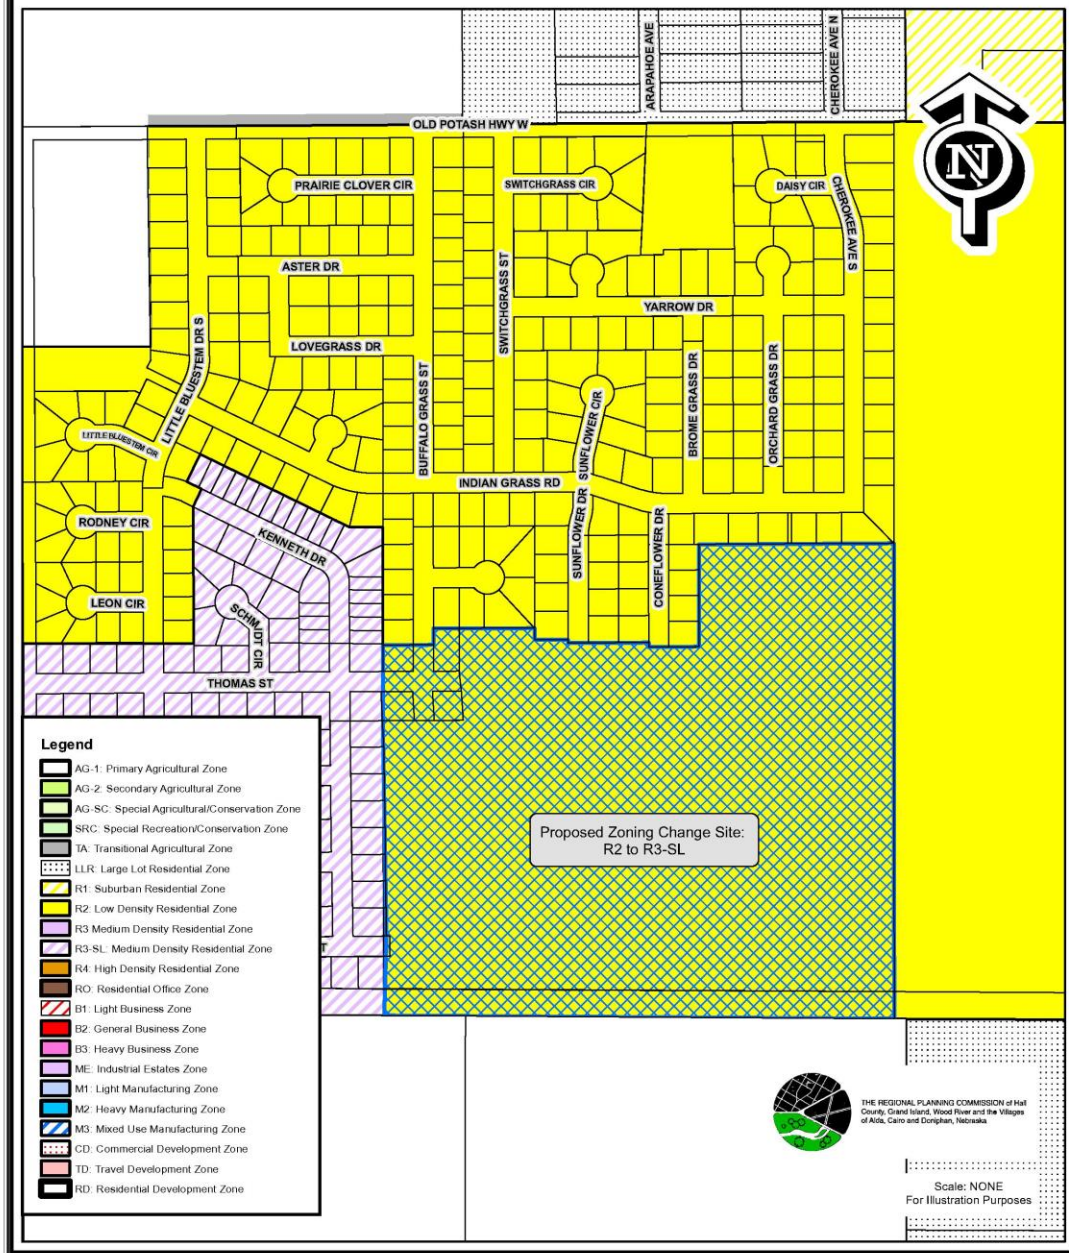 ARAPAHOE AVE
CHEROKEE AVE N
OLD POTASH HWY W
N
PRAIRIE CLOVER CIR
SWITCHGRASS CIR
DAISY CIR
CHEROKEE AVE S
ASTER DR
SWITCHGRASS ST
YARROW DR
LITTLE BLUESTEM DR S
LOVEGRASS DR
BUFFALO GRASS ST
BROME GRASS DR
ORCHARD GRASS DR
SUNFLOWER CIR
LITTLE BLUESTEM CIR
INDIAN GRASS RD
RODNEY CIR
KENNETH DR
SUNFLOWER DR
CONEFLOWER DR
LEON CIR
SCHMIDT CIR
THOMAS ST
Legend
AG-1: Primary Agricultural Zone
AG-2: Secondary Agricultural Zone
AG-SC: Special Agricultural/Conservation Zone
SRC: Special Recreation/Conservation Zone
TA: Transitional Agricultural Zone
LLR: Large Lot Residential Zone
R1: Suburban Residential Zone
R2: Low Density Residential Zone
R3 Medium Density Residential Zone
R3-SL: Medium Density Residential Zone
R4: High Density Residential Zone
RO: Residential Office Zone
B1: Light Business Zone
B2: General Business Zone
B3: Heavy Business Zone
ME: Industrial Estates Zone
M1: Light Manufacturing Zone
M2: Heavy Manufacturing Zone
M3: Mixed Use Manufacturing Zone
CD: Commercial Development Zone
TD: Travel Development Zone
RD: Residential Development Zone
T
Proposed Zoning Change Site:
R2 to R3-SL
THE REGIONAL PLANNING COMMISSION of Hall
County, Grand Island, Wood River and the Villages
of Alda, Cairo and Doniphan, Nebraska
Scale: NONE
For Illustration Purposes